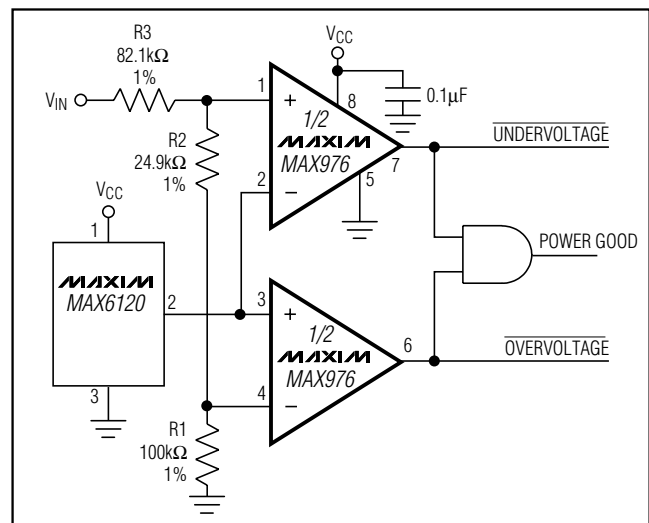 R3
82.1kΩ
1%
VIN
R2
24.9kΩ
1%
VCC
1
MAXIM
MAX6120
2
3
R1
100kΩ
1%
VCC
8
0.1µF
1
+
1/2
MAXIM
MAX976
7
2
−
5
3
+
1/2
MAXIM
MAX976
6
4
−
UNDERVOLTAGE
POWER GOOD
OVERVOLTAGE